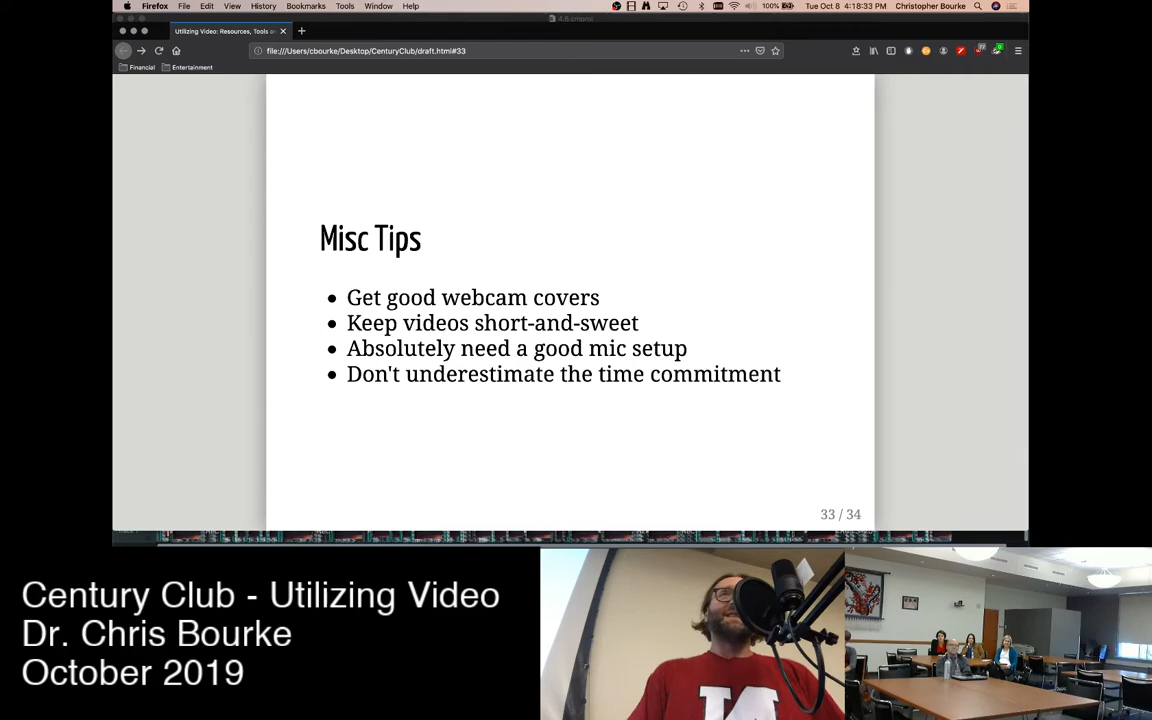 Firefox File Edit View History Bookmarks Tools Window Help 100% Tue Oct 8 4:18:33 PM Christopher Bourke
4.6.cmproj
Utilizing Video: Resources, Tools a
file:///Users/cbourke/Desktop/CenturyClub/draft.html#33
Financial Entertainment
Misc Tips
Get good webcam covers
Keep videos short-and-sweet
Absolutely need a good mic setup
Don't underestimate the time commitment
33 / 34
Century Club - Utilizing Video
Dr. Chris Bourke
October 2019